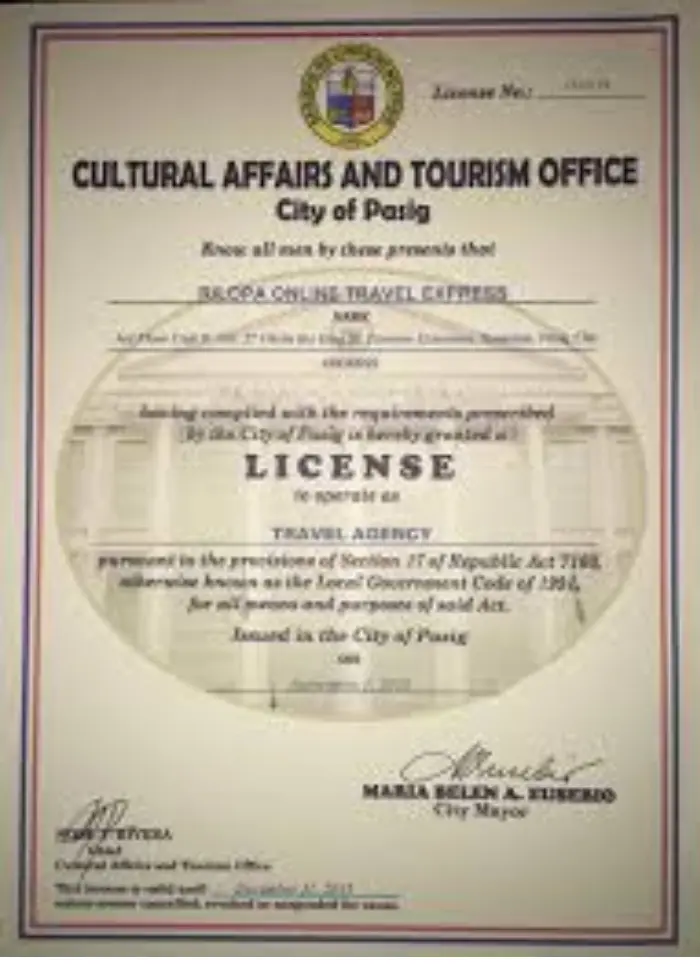 License No.:
CULTURAL AFFAIRS AND TOURISM OFFICE
City of Pasig
Know all men by these presents that
ONLINE TRAVEL EXPRESS
NAME
ADDRESS
having complied with the requirements prescribed
by the City of Pasig is hereby granted a
LICENSE
to operate as
TRAVEL AGENCY
pursuant to the provisions of Section 17 of Republic Act
otherwise known as the Local Government Code of
for all means and purposes of said Act.
Issued in the City of Pasig
on
MARIA BELEN A. EUSEBIO
City Mayor
RIVERA
Cultural Affairs and Tourism Office
This license is valid until December 31,
unless sooner cancelled, revoked or suspended for cause.